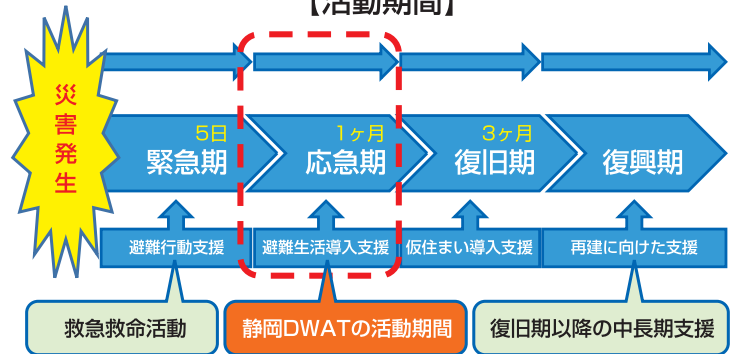 【活動期間】
災害発生
5日
緊急期
1ヶ月
応急期
3ヶ月
復旧期
復興期
避難行動支援
避難生活導入支援
仮住まい導入支援
再建に向けた支援
救急救命活動
静岡DWATの活動期間
復旧期以降の中長期支援